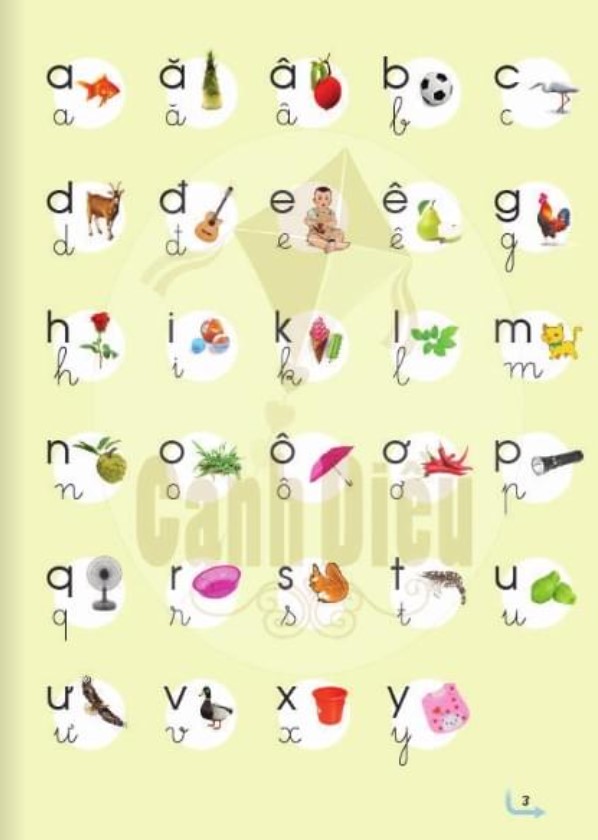 a ă â b c
a ă â b c
d đ e ê g
d đ e ê g
h i k l m
h i k l m
n o ô ơ p
n o ô ơ p
Cánh Diều
q r s t u
q r s t u
ư v x y
ư v x y
3